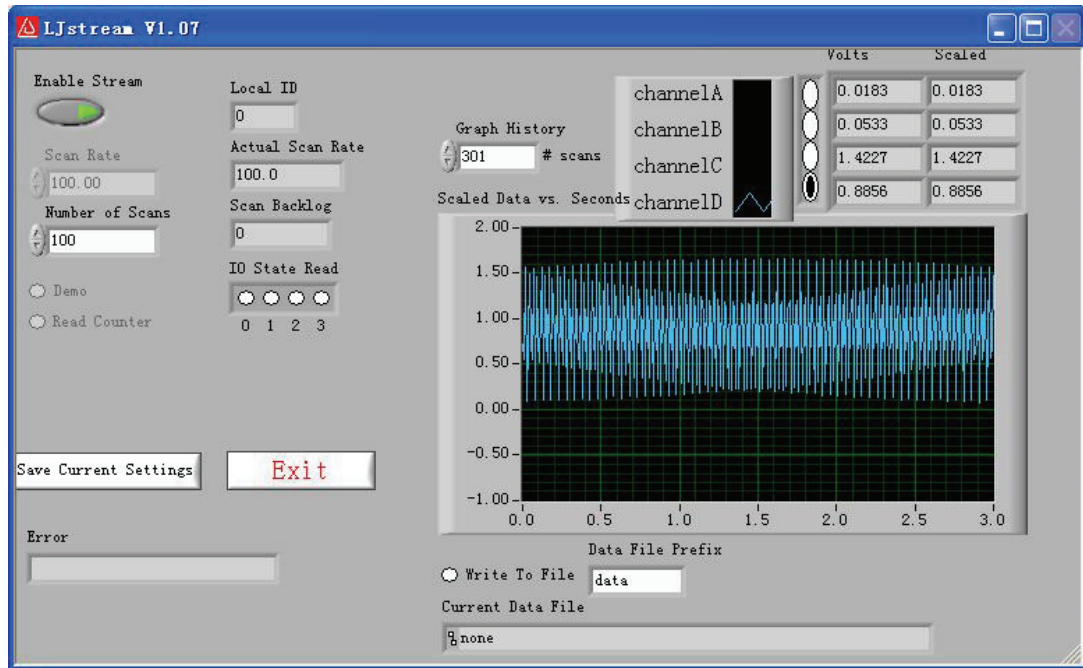 LJstream V1.07
Enable Stream
Scan Rate
100.00
Number of Scans
100
Demo
Read Counter
Local ID
0
Actual Scan Rate
100.0
Scan Backlog
0
IO State Read
0 1 2 3
Save Current Settings
Exit
Error
Graph History
301 # scans
channelA
channelB
channelC
channelD
Volts Scaled
0.0183 0.0183
0.0533 0.0533
1.4227 1.4227
0.8856 0.8856
Scaled Data vs. Seconds
2.00
1.50
1.00
0.50
0.00
-0.50
-1.00
0.0 0.5 1.0 1.5 2.0 2.5 3.0
Data File Prefix
Write To File data
Current Data File
none